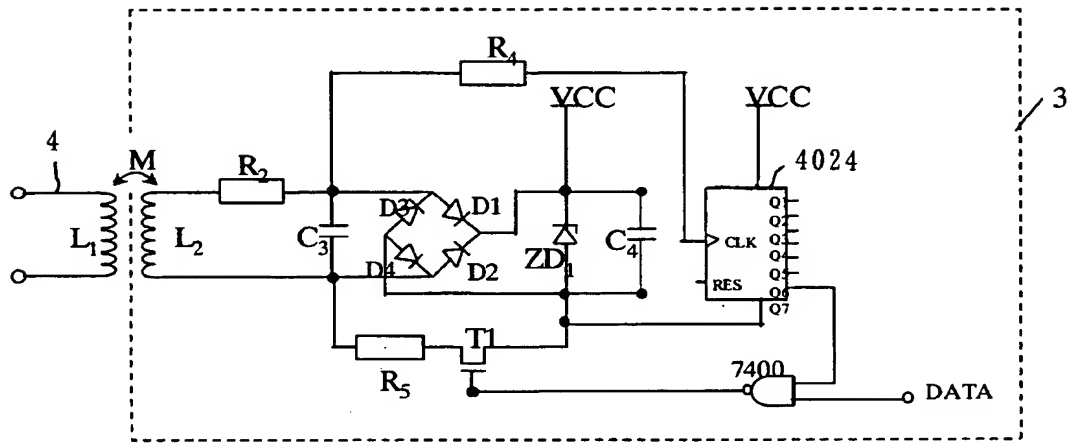 R4
VCC
VCC
3
4
M
4024
R2
Q1
Q2
D3
D1
Q3
L1
L2
C3
CLK
Q4
C4
Q5
D4
D2
ZD1
RES
Q6
Q7
T1
R5
7400
DATA